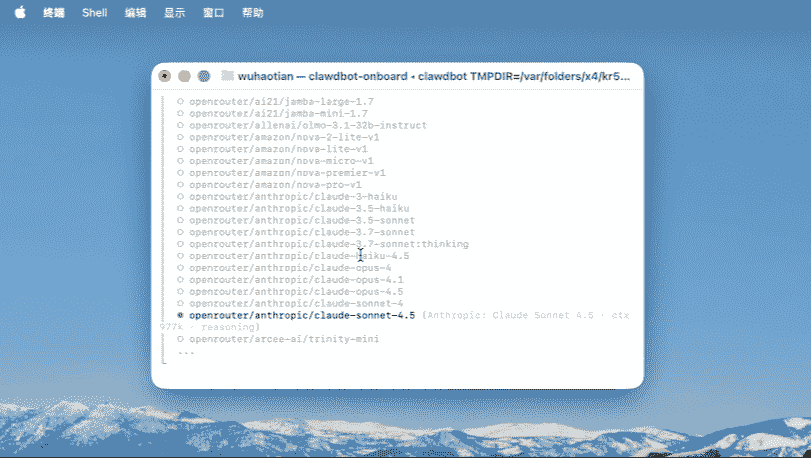 终端 Shell 编辑 显示 窗口 帮助
wuhaotian — clawdbot-onboard • clawdbot TMPDIR=/var/folders/x4/kr5...
openrouter/ai21/jamba-large-1.7
openrouter/ai21/jamba-mini-1.7
openrouter/allenai/olmo-3.1-32b-instruct
openrouter/amazon/nova-2-lite-v1
openrouter/amazon/nova-lite-v1
openrouter/amazon/nova-micro-v1
openrouter/amazon/nova-premier-v1
openrouter/amazon/nova-pro-v1
openrouter/anthropic/claude-3-haiku
openrouter/anthropic/claude-3.5-haiku
openrouter/anthropic/claude-3.5-sonnet
openrouter/anthropic/claude-3.7-sonnet
openrouter/anthropic/claude-3.7-sonnet:thinking
openrouter/anthropic/claude-haiku-4.5
openrouter/anthropic/claude-opus-4
openrouter/anthropic/claude-opus-4.1
openrouter/anthropic/claude-opus-4.5
openrouter/anthropic/claude-sonnet-4
openrouter/anthropic/claude-sonnet-4.5 (Anthropic: Claude Sonnet 4.5 · ctx
977k · reasoning)
openrouter/arcee-ai/trinity-mini
...